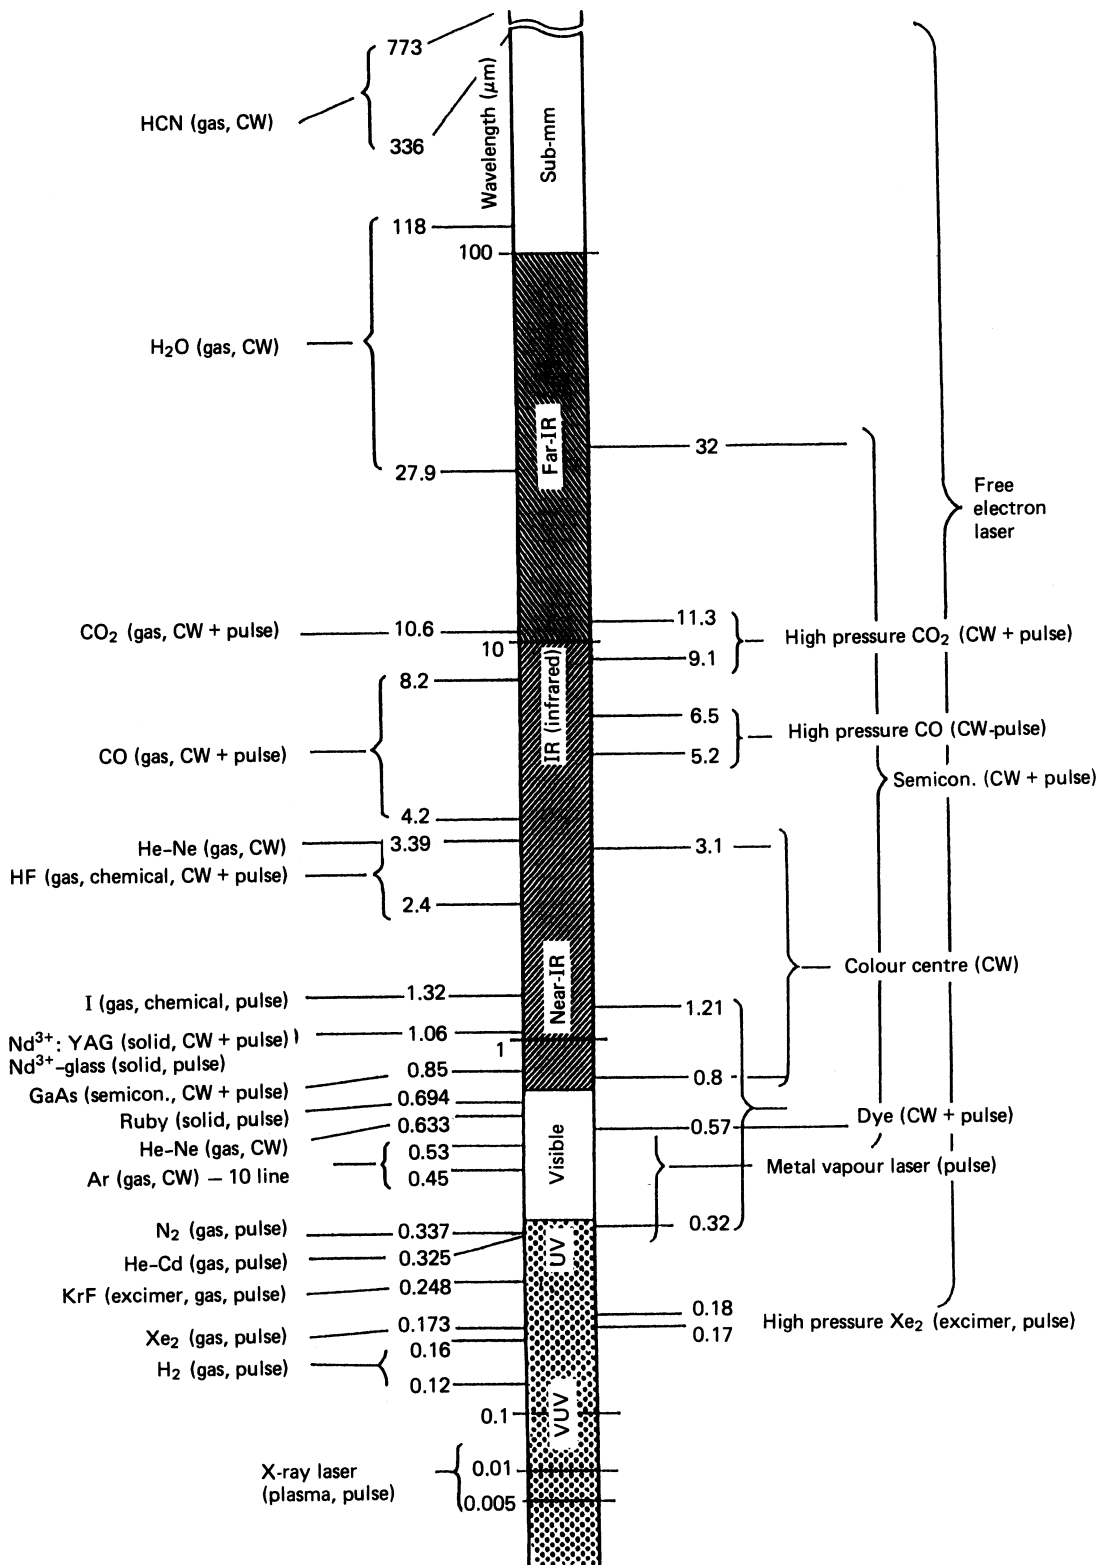 773
HCN (gas, CW)
336
Wavelength (μm)
Sub-mm
118
100
H₂O (gas, CW)
Far-IR
32
27.9
Free
electron
laser
CO₂ (gas, CW + pulse)
10.6
10
11.3
High pressure CO₂ (CW + pulse)
9.1
8.2
IR (infrared)
6.5
High pressure CO (CW-pulse)
5.2
CO (gas, CW + pulse)
Semicon. (CW + pulse)
4.2
He–Ne (gas, CW)
3.39
3.1
HF (gas, chemical, CW + pulse)
2.4
Near-IR
Colour centre (CW)
I (gas, chemical, pulse)
1.32
1.21
Nd³⁺: YAG (solid, CW + pulse)
1.06
1
Nd³⁺–glass (solid, pulse)
0.85
0.8
GaAs (semicon., CW + pulse)
0.694
Ruby (solid, pulse)
0.633
0.57
Dye (CW + pulse)
He–Ne (gas, CW)
0.53
Visible
Metal vapour laser (pulse)
Ar (gas, CW) – 10 line
0.45
N₂ (gas, pulse)
0.337
0.32
UV
He–Cd (gas, pulse)
0.325
KrF (excimer, gas, pulse)
0.248
0.18
High pressure Xe₂ (excimer, pulse)
0.17
Xe₂ (gas, pulse)
0.173
0.16
H₂ (gas, pulse)
0.12
VUV
0.1
X-ray laser
(plasma, pulse)
0.01
0.005